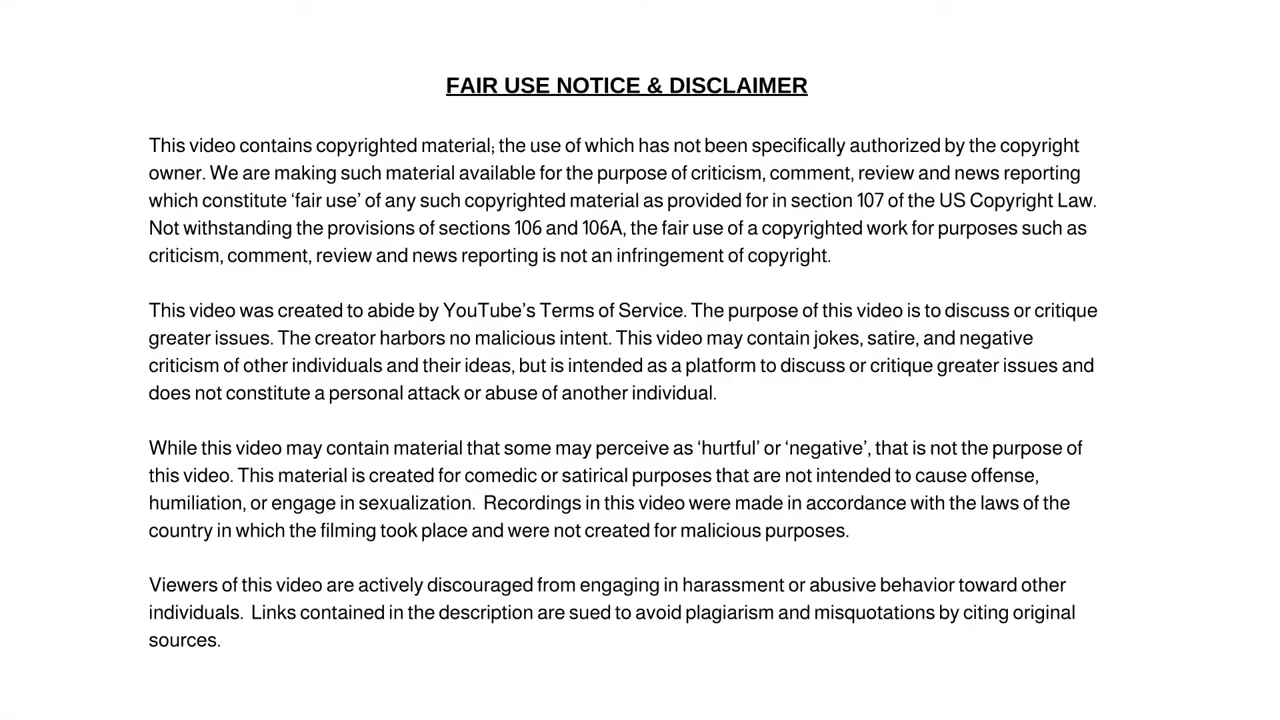 FAIR USE NOTICE & DISCLAIMER
This video contains copyrighted material; the use of which has not been specifically authorized by the copyright
owner. We are making such material available for the purpose of criticism, comment, review and news reporting
which constitute ‘fair use’ of any such copyrighted material as provided for in section 107 of the US Copyright Law.
Not withstanding the provisions of sections 106 and 106A, the fair use of a copyrighted work for purposes such as
criticism, comment, review and news reporting is not an infringement of copyright.
This video was created to abide by YouTube’s Terms of Service. The purpose of this video is to discuss or critique
greater issues. The creator harbors no malicious intent. This video may contain jokes, satire, and negative
criticism of other individuals and their ideas, but is intended as a platform to discuss or critique greater issues and
does not constitute a personal attack or abuse of another individual.
While this video may contain material that some may perceive as ‘hurtful’ or ‘negative’, that is not the purpose of
this video. This material is created for comedic or satirical purposes that are not intended to cause offense,
humiliation, or engage in sexualization.  Recordings in this video were made in accordance with the laws of the
country in which the filming took place and were not created for malicious purposes.
Viewers of this video are actively discouraged from engaging in harassment or abusive behavior toward other
individuals.  Links contained in the description are sued to avoid plagiarism and misquotations by citing original
sources.